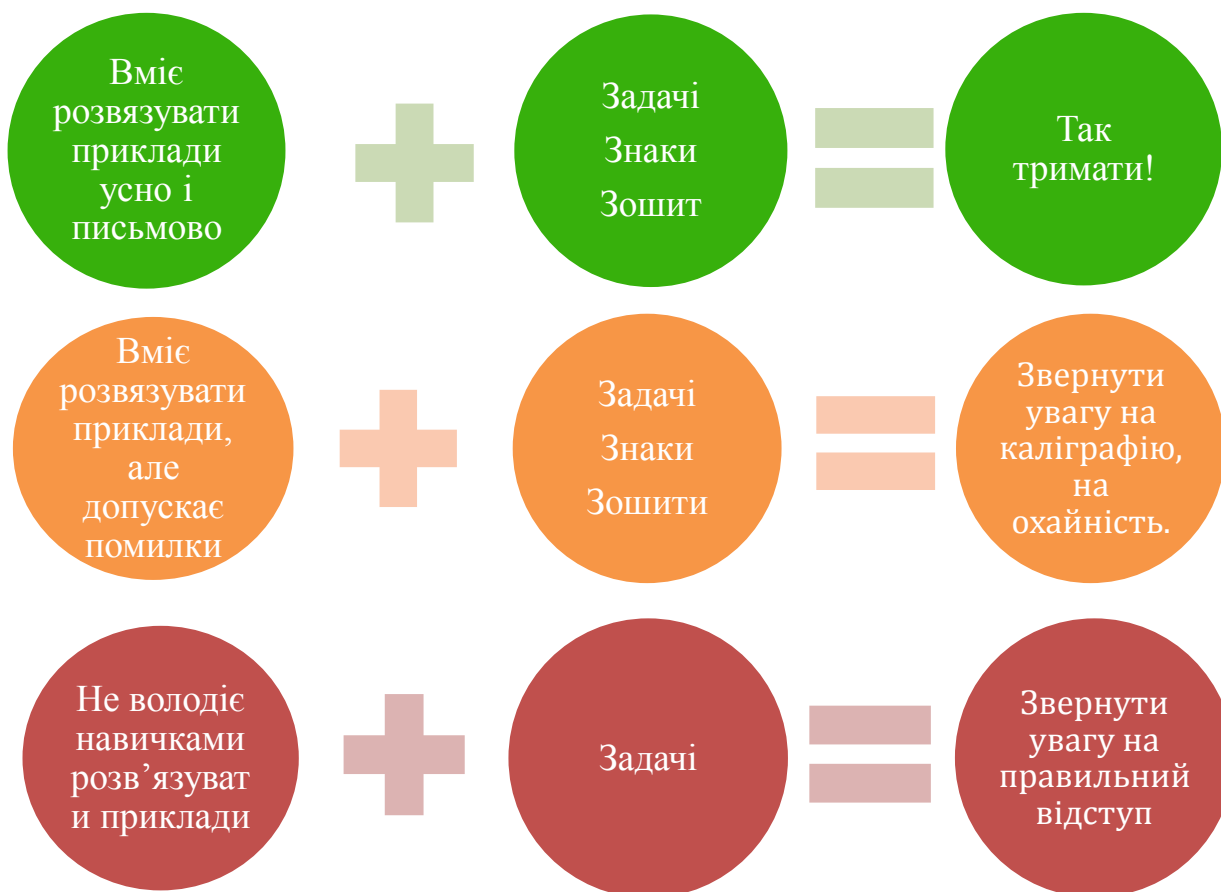 Вміє
розвязувати
приклади
усно і
письмово
Задачі
Знаки
Зошит
Так
тримати!
Вміє
розвязувати
приклади,
але
допускає
помилки
Задачі
Знаки
Зошити
Звернути
увагу на
каліграфію,
на
охайність.
Не володіє
навичками
розв’язуват
и приклади
Задачі
Звернути
увагу на
правильний
відступ